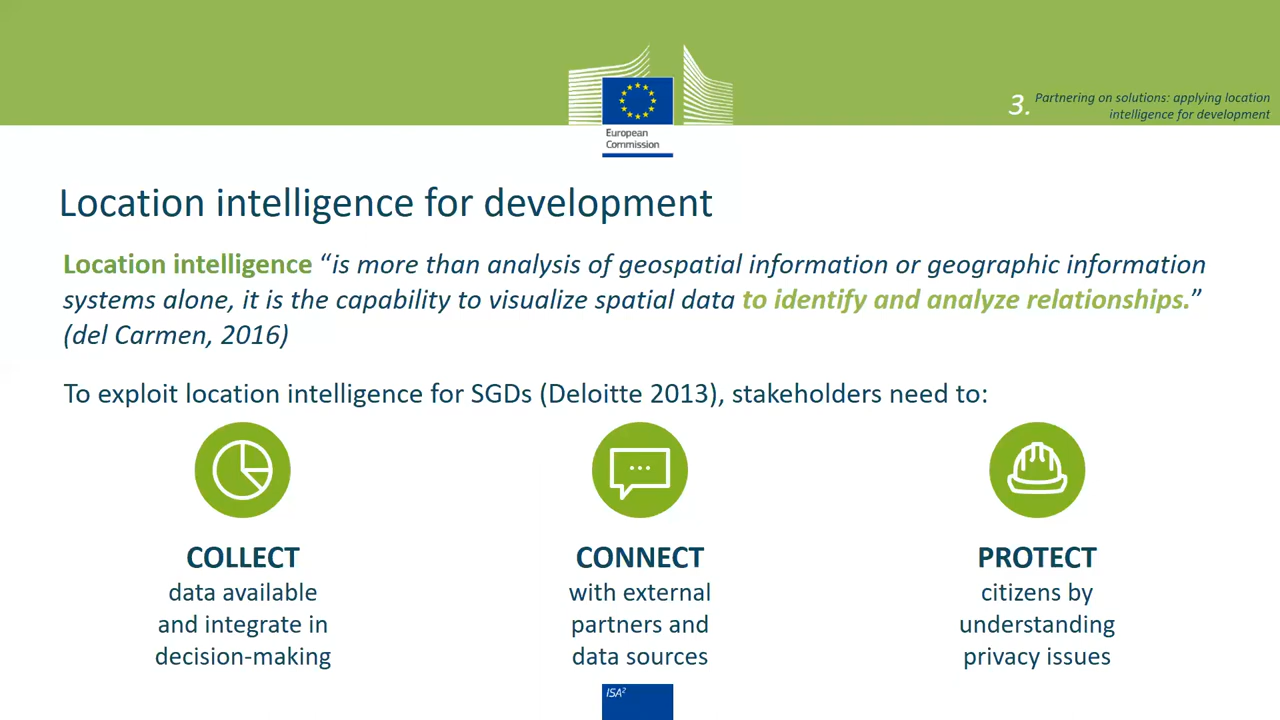 3. Partnering on solutions: applying location
intelligence for development
European
Commission
Location intelligence for development
Location intelligence “is more than analysis of geospatial information or geographic information
systems alone, it is the capability to visualize spatial data to identify and analyze relationships.”
(del Carmen, 2016)
To exploit location intelligence for SGDs (Deloitte 2013), stakeholders need to:
COLLECT
data available
and integrate in
decision-making
CONNECT
with external
partners and
data sources
PROTECT
citizens by
understanding
privacy issues
ISA²